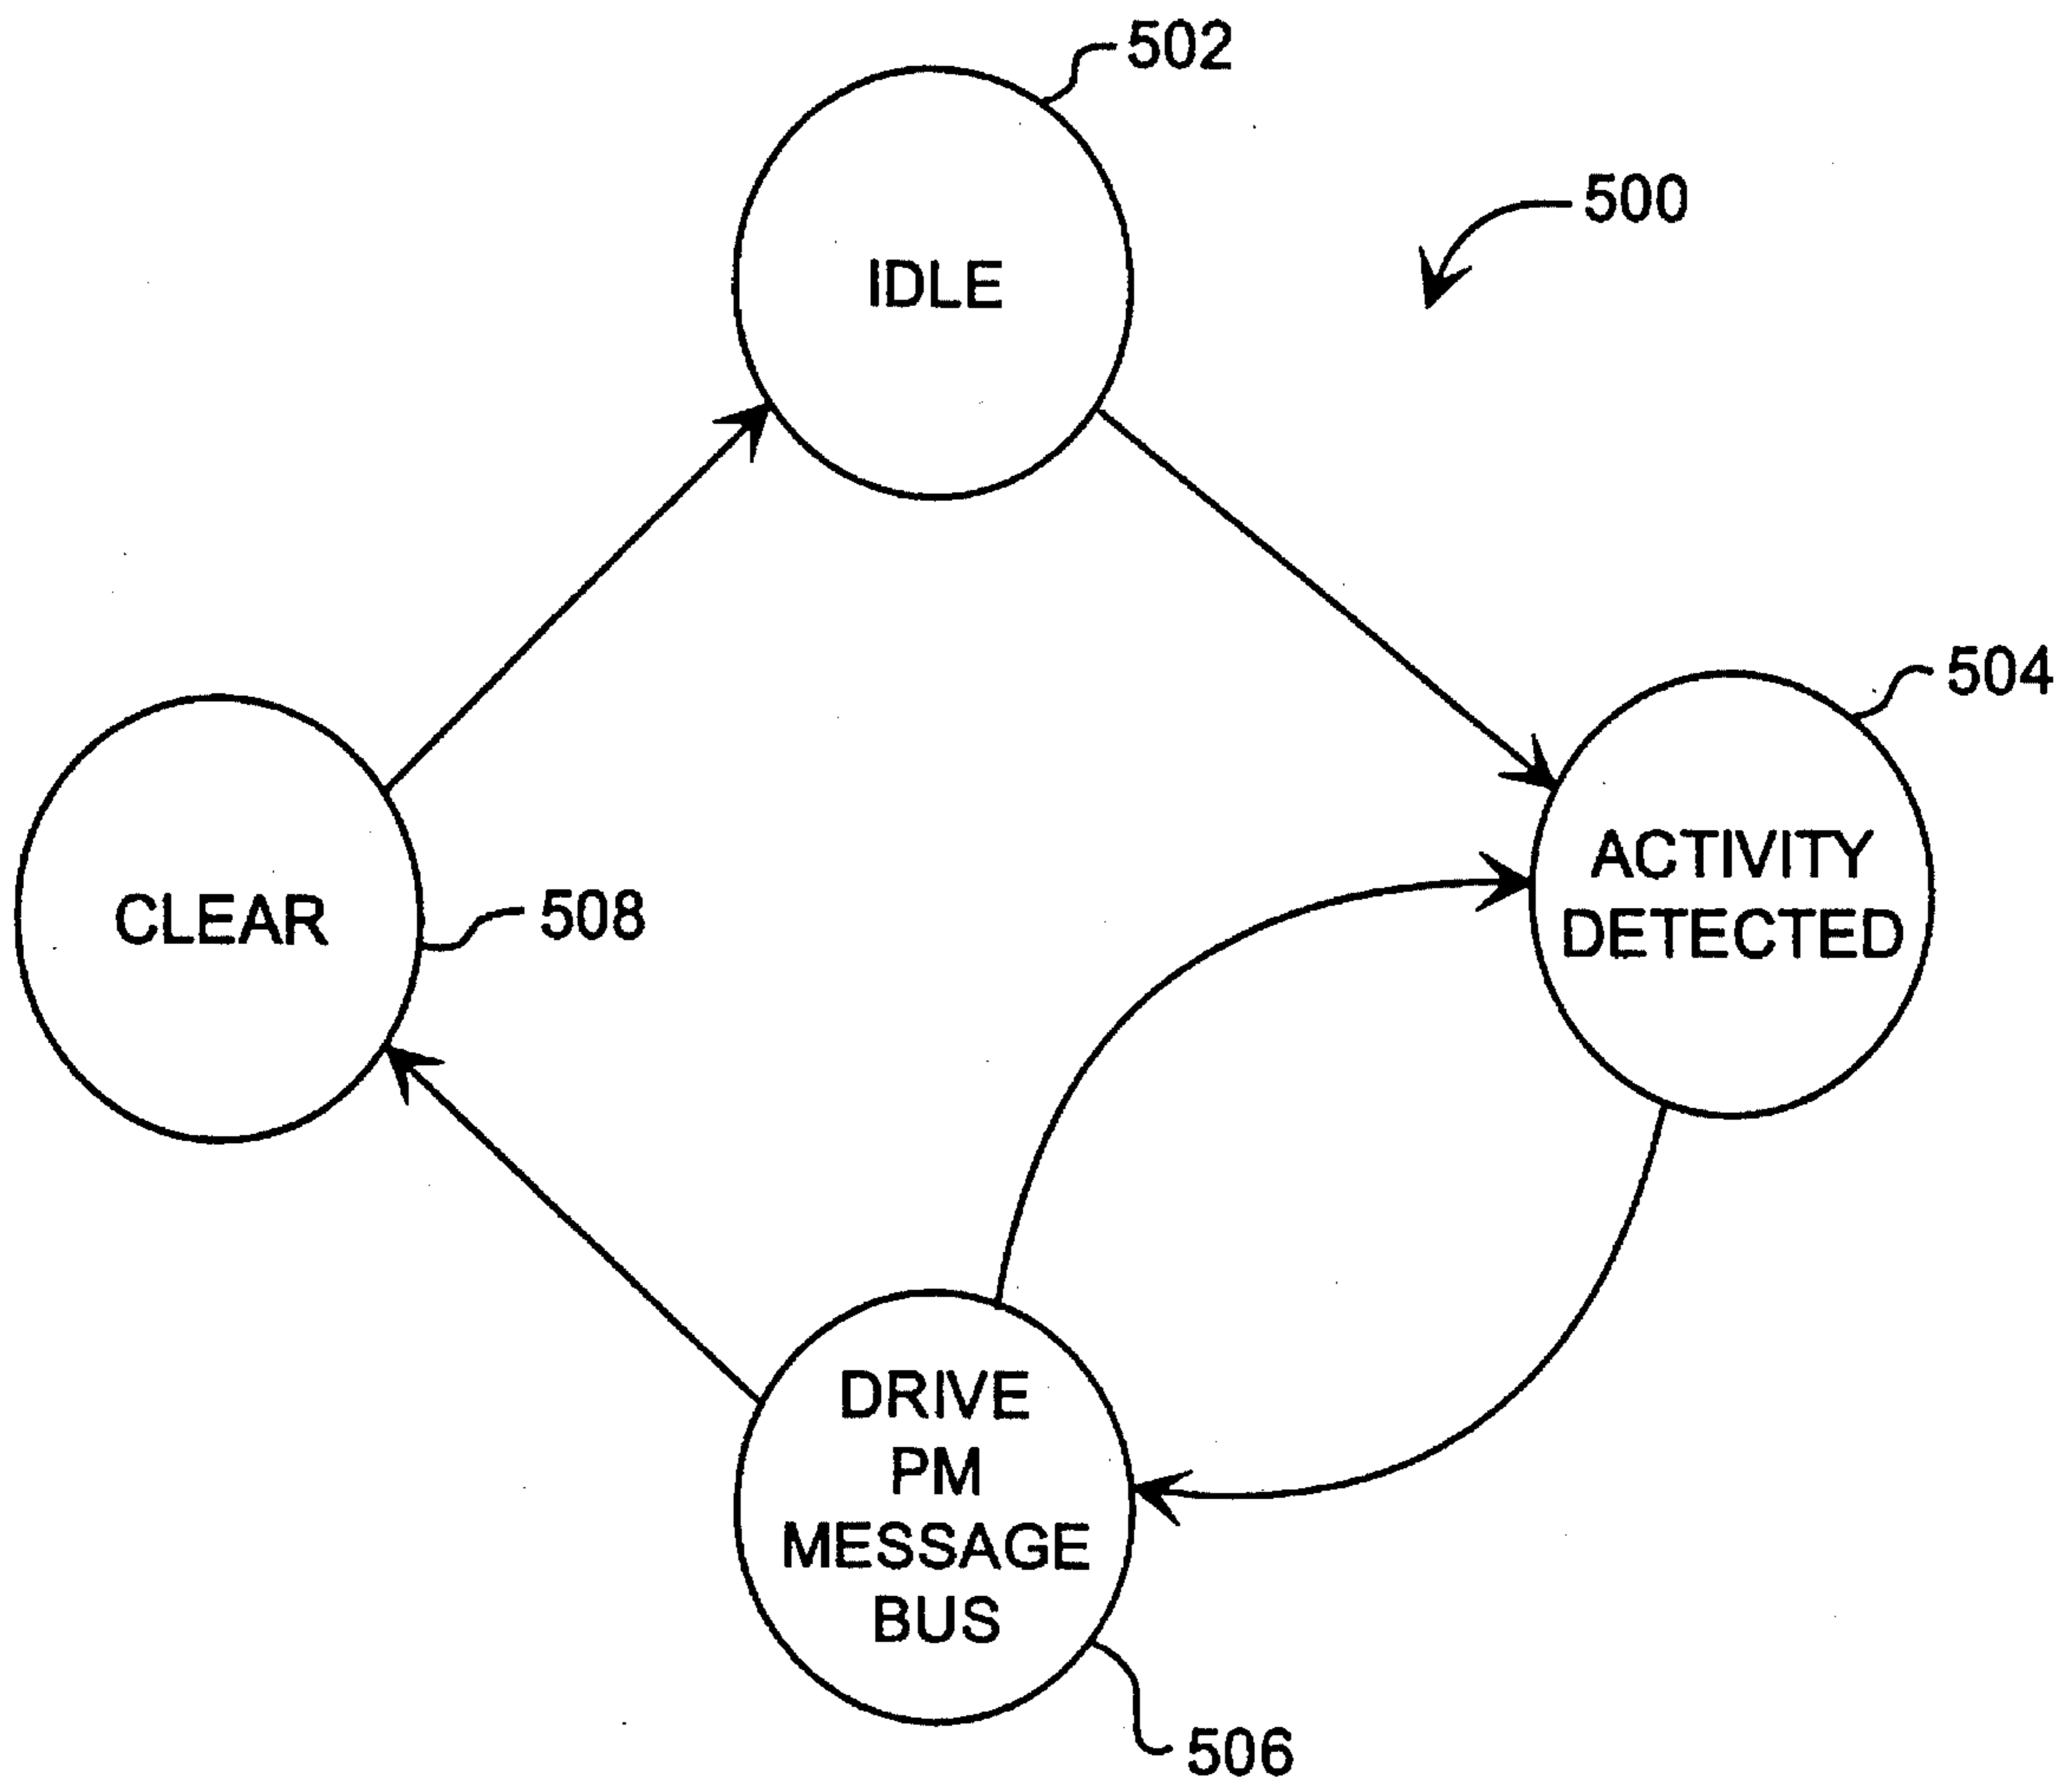 502
500
IDLE
504
ACTIVITY
DETECTED
CLEAR
508
DRIVE
PM
MESSAGE
BUS
506